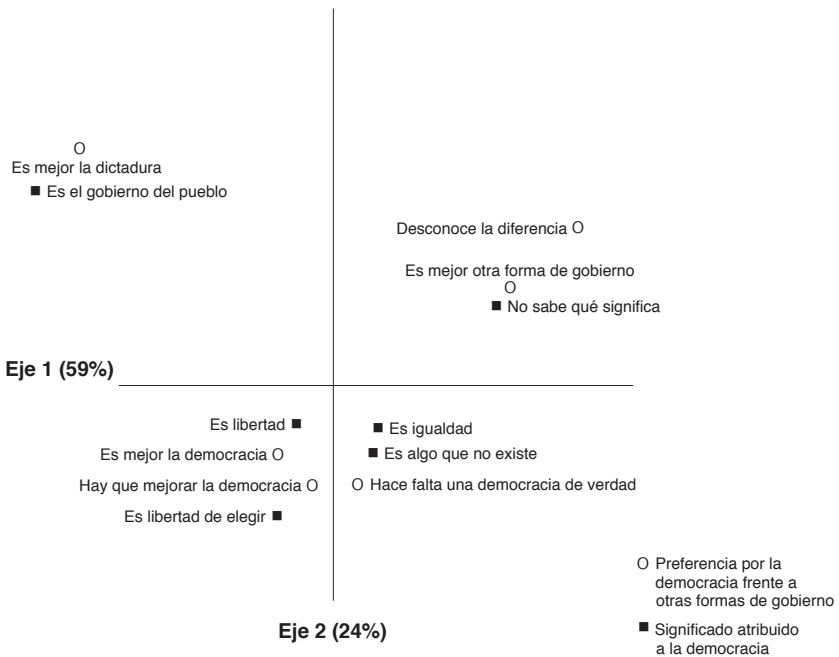 O
Es mejor la dictadura
■ Es el gobierno del pueblo
Desconoce la diferencia O
Es mejor otra forma de gobierno
O
■ No sabe qué significa
Eje 1 (59%)
Es libertad ■
■ Es igualdad
Es mejor la democracia O
■ Es algo que no existe
Hay que mejorar la democracia O
O Hace falta una democracia de verdad
Es libertad de elegir ■
Eje 2 (24%)
O Preferencia por la
democracia frente a
otras formas de gobierno
■ Significado atribuido
a la democracia